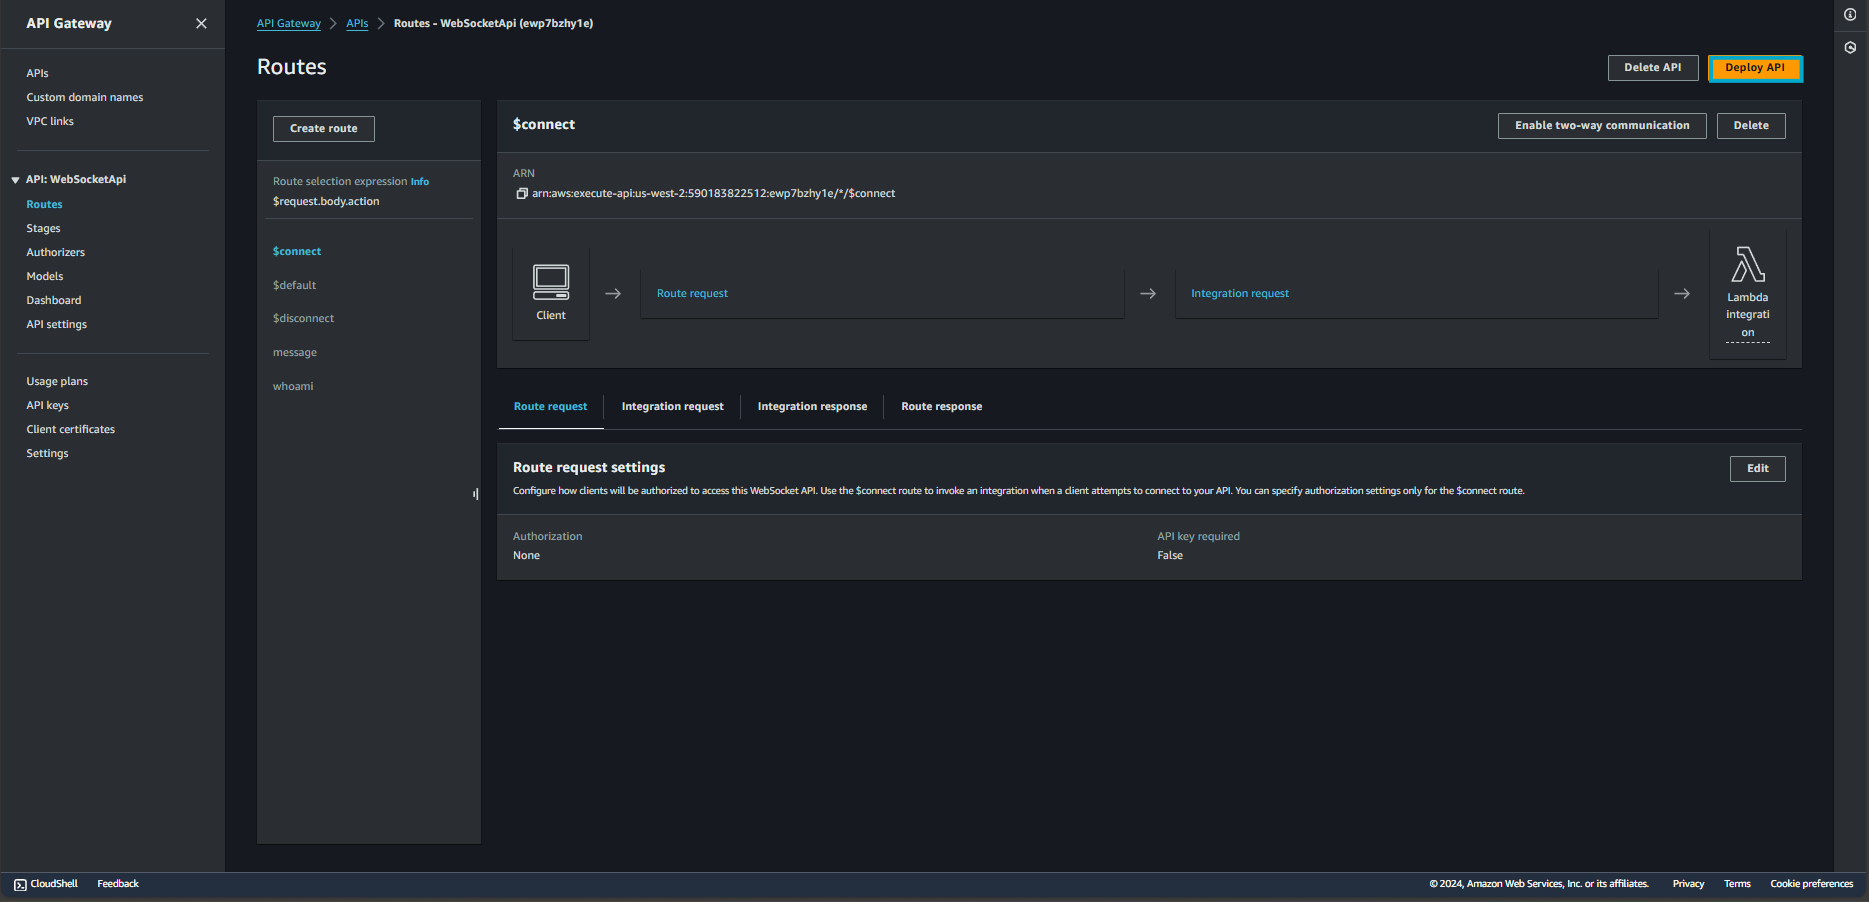 API Gateway
APIs
Custom domain names
VPC links
API: WebSocketApi
Routes
Stages
Authorizers
Models
Dashboard
API settings
Usage plans
API keys
Client certificates
Settings
API Gateway APIs Routes - WebSocketApi (ewp7bzhy1e)
Routes
Delete API Deploy API
Create route
Route selection expression Info
$request.body.action
$connect
$default
$disconnect
message
whoami
$connect
Enable two-way communication Delete
ARN
arn:aws:execute-api:us-west-2:590183822512:ewp7bzhy1e/*/$connect
Client
Route request
Integration request
Lambda
integrati
on
Route request Integration request Integration response Route response
Route request settings
Edit
Configure how clients will be authorized to access this WebSocket API. Use the $connect route to invoke an integration when a client attempts to connect to your API. You can specify authorization settings only for the $connect route.
Authorization
None
API key required
False
CloudShell Feedback
© 2024, Amazon Web Services, Inc. or its affiliates. Privacy Terms Cookie preferences